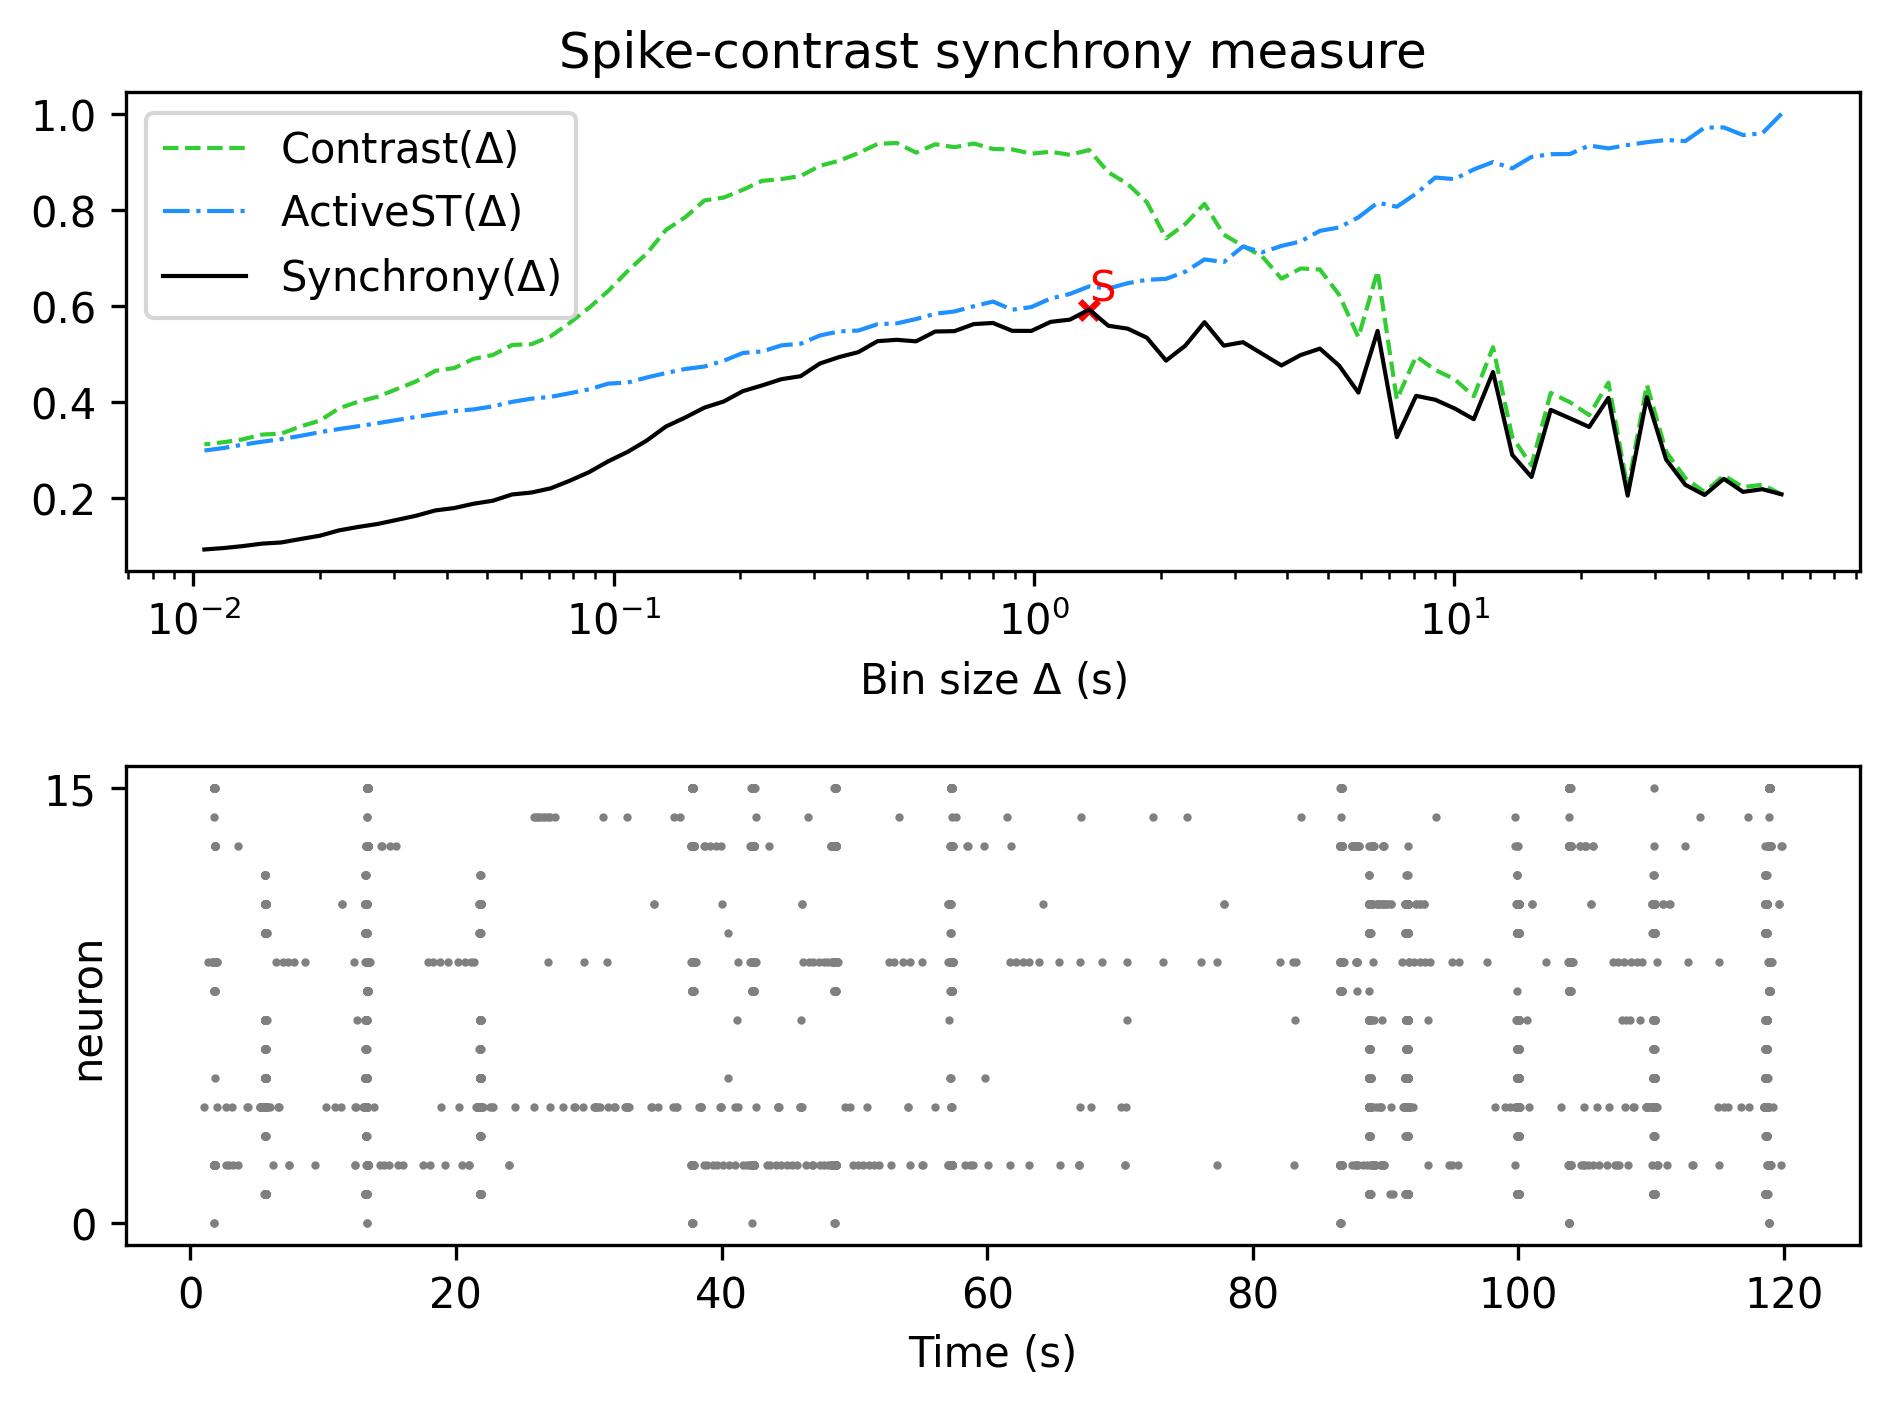 Spike-contrast synchrony measure
1.0
0.8
0.6
0.4
0.2
Contrast(Δ)
ActiveST(Δ)
Synchrony(Δ)
S
10⁻² 10⁻¹ 10⁰ 10¹
Bin size Δ (s)
15
0
neuron
0 20 40 60 80 100 120
Time (s)